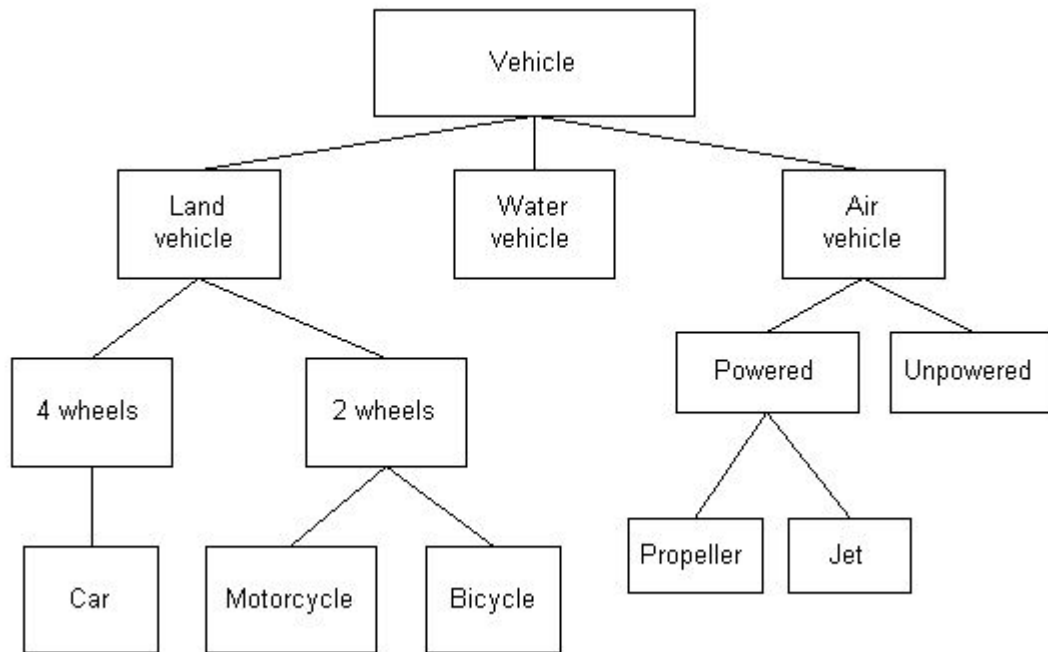 Vehicle
Land
vehicle
Water
vehicle
Air
vehicle
Powered
Unpowered
4 wheels
2 wheels
Propeller
Jet
Car
Motorcycle
Bicycle